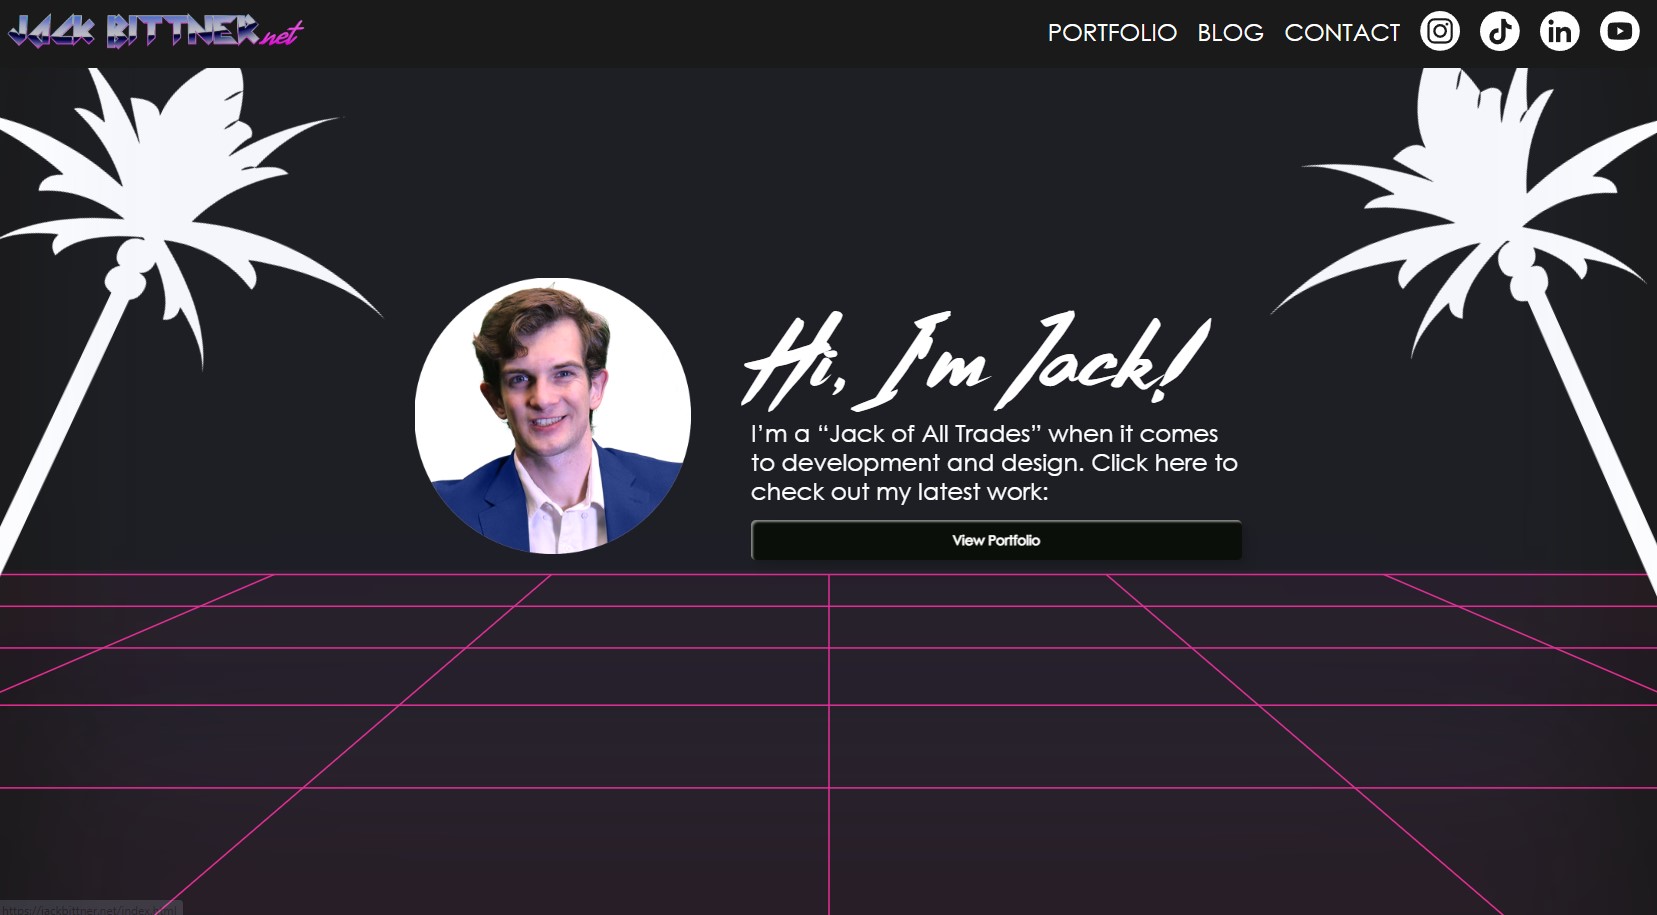 JACK BITTNER.net
PORTFOLIO BLOG CONTACT
in
Hi, I'm Jack!
I'm a “Jack of All Trades” when it comes
to development and design. Click here to
check out my latest work:
View Portfolio
https://jackbittner.net/index.html